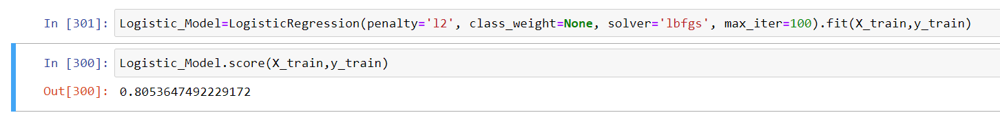 In [301]: Logistic_Model=LogisticRegression(penalty='l2', class_weight=None, solver='lbfgs', max_iter=100).fit(X_train,y_train)
In [300]: Logistic_Model.score(X_train,y_train)
Out[300]: 0.8053647492229172